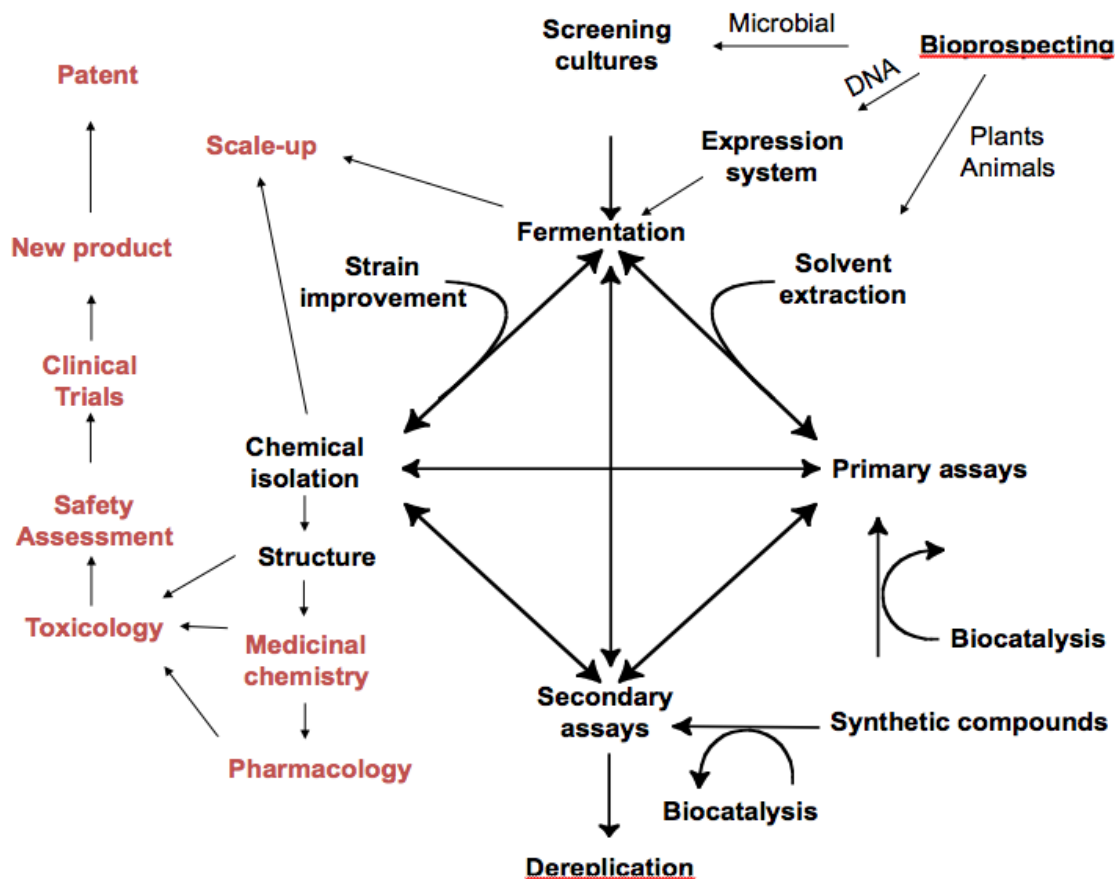 Screening
cultures
Microbial
Bioprospecting
DNA
Patent
Scale-up
Expression
system
Plants
Animals
Fermentation
New product
Strain
improvement
Solvent
extraction
Clinical
Trials
Chemical
isolation
Primary assays
Safety
Assessment
Structure
Toxicology
Medicinal
chemistry
Biocatalysis
Secondary
assays
Synthetic compounds
Pharmacology
Biocatalysis
Dereplication